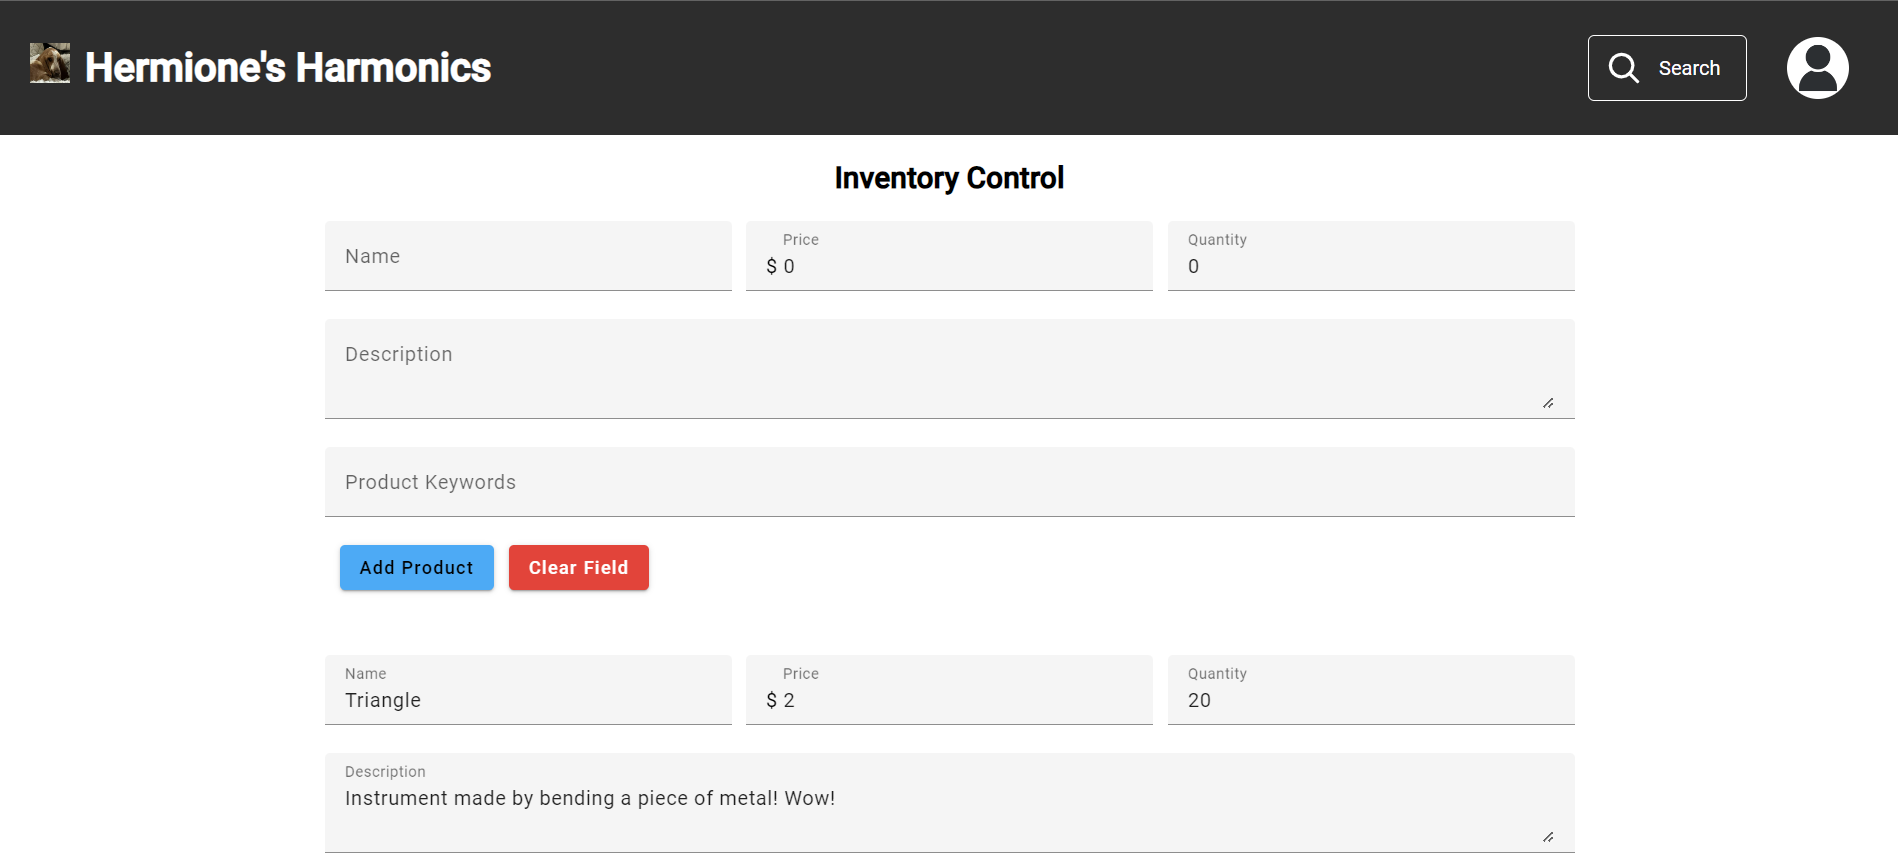 Hermione's Harmonics
Search
Inventory Control
Name
Price
$ 0
Quantity
0
Description
Product Keywords
Add Product
Clear Field
Name
Triangle
Price
$ 2
Quantity
20
Description
Instrument made by bending a piece of metal! Wow!